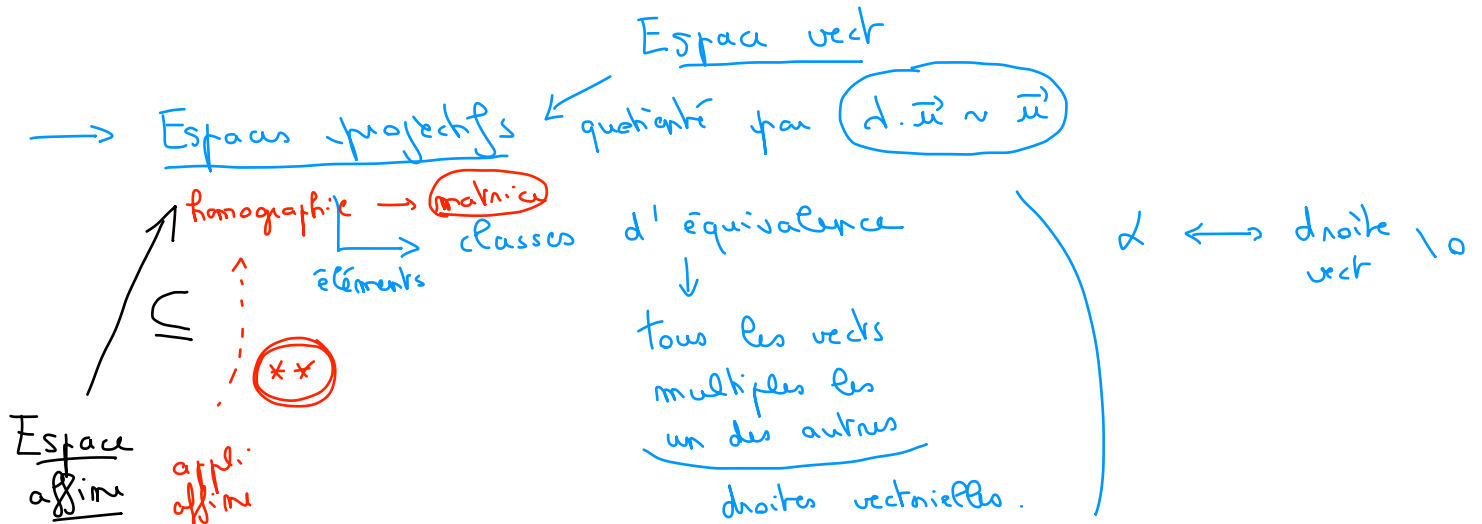 Espace vect
→ Espaces projectifs ← quotienté par λ.u⃗ ~ u⃗
homographie → matrice
éléments → classes d'équivalence
↓
tous les vects
multiples les
un des autres
droites vectorielles.
α ↔ droite vect \ 0
⊆
**
Espace affine
appli. affine